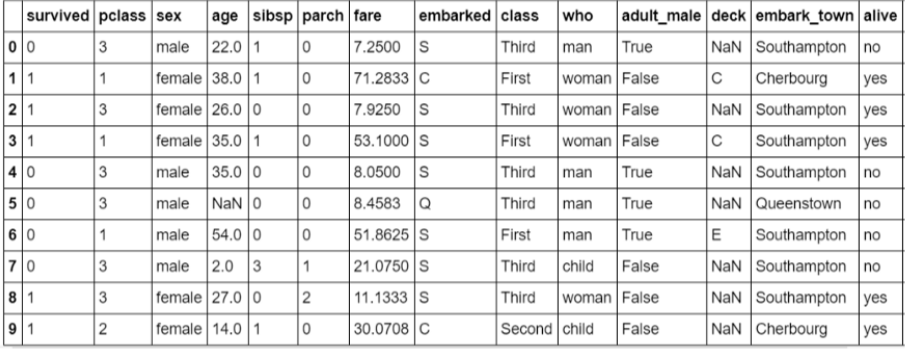 survived pclass sex age sibsp parch fare embarked class who adult_male deck embark_town alive
0 0 3 male 22.0 1 0 7.2500 S Third man True NaN Southampton no
1 1 1 female 38.0 1 0 71.2833 C First woman False C Cherbourg yes
2 1 3 female 26.0 0 0 7.9250 S Third woman False NaN Southampton yes
3 1 1 female 35.0 1 0 53.1000 S First woman False C Southampton yes
4 0 3 male 35.0 0 0 8.0500 S Third man True NaN Southampton no
5 0 3 male NaN 0 0 8.4583 Q Third man True NaN Queenstown no
6 0 1 male 54.0 0 0 51.8625 S First man True E Southampton no
7 0 3 male 2.0 3 1 21.0750 S Third child False NaN Southampton no
8 1 3 female 27.0 0 2 11.1333 S Third woman False NaN Southampton yes
9 1 2 female 14.0 1 0 30.0708 C Second child False NaN Cherbourg yes